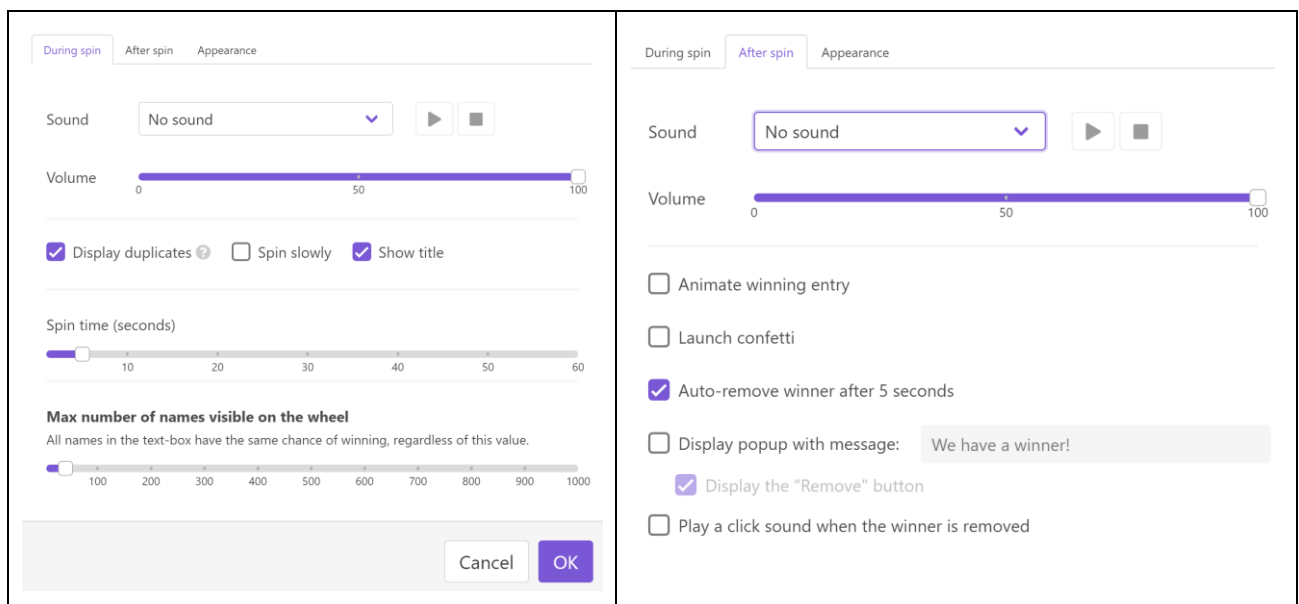 During spin After spin Appearance
Sound No sound
Volume
0 50 100
Display duplicates ? Spin slowly Show title
Spin time (seconds)
10 20 30 40 50 60
Max number of names visible on the wheel
All names in the text-box have the same chance of winning, regardless of this value.
100 200 300 400 500 600 700 800 900 1000
Cancel OK
During spin After spin Appearance
Sound No sound
Volume
0 50 100
Animate winning entry
Launch confetti
Auto-remove winner after 5 seconds
Display popup with message: We have a winner!
Display the "Remove" button
Play a click sound when the winner is removed